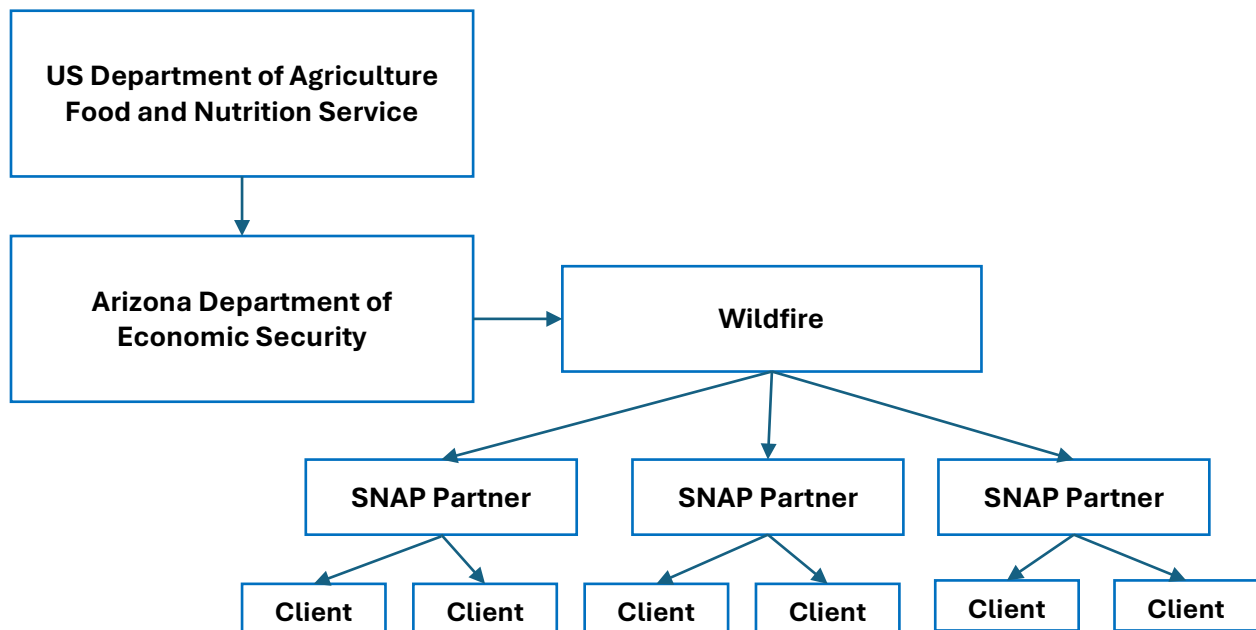 US Department of Agriculture
Food and Nutrition Service
Arizona Department of
Economic Security
Wildfire
SNAP Partner
SNAP Partner
SNAP Partner
Client
Client
Client
Client
Client
Client